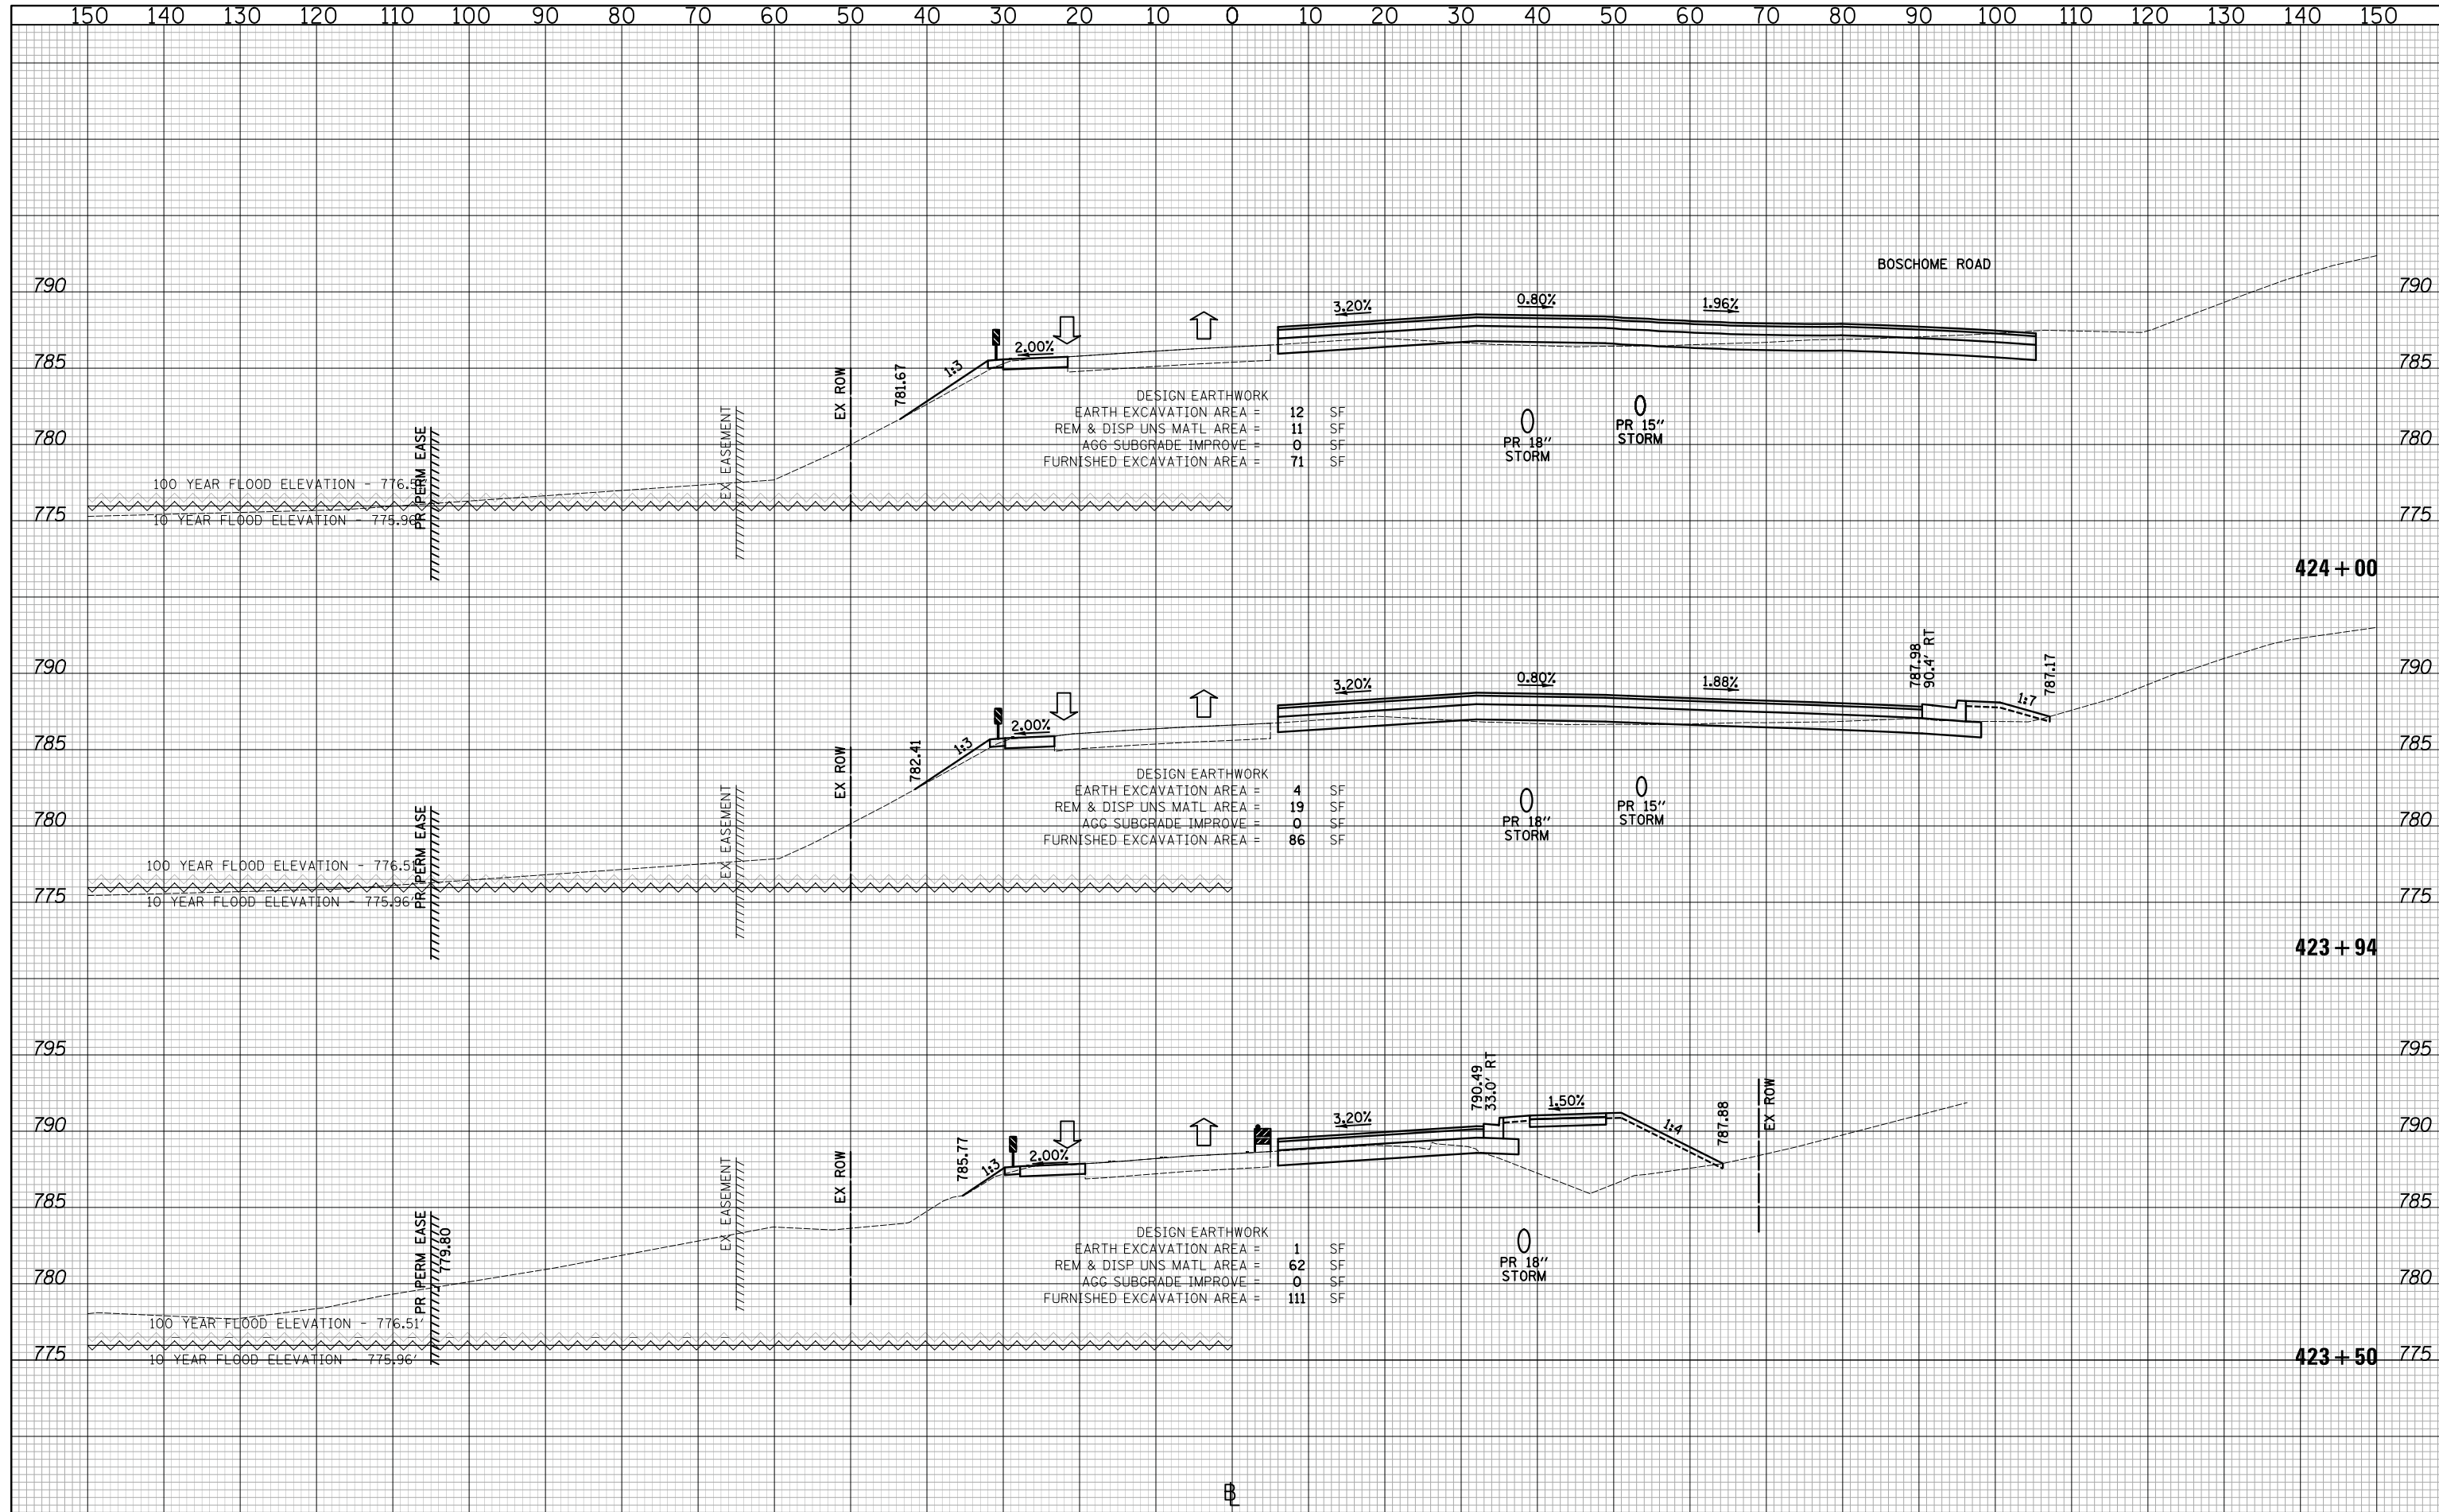 150 140 130 120 110 100 90 80 70 60 50 40 30 20 10 0 10 20 30 40 50 60 70 80 90 100 110 120 130 140 150
BOSCHOME ROAD
790 790
3.20% 0.80% 1.96%
2.00%
1:3
785 785
781.67
EX ROW
DESIGN EARTHWORK
EARTH EXCAVATION AREA = 12 SF
REM & DISP UNS MATL AREA = 11 SF
AGG SUBGRADE IMPROVE = 0 SF
FURNISHED EXCAVATION AREA = 71 SF
PR 18" STORM
PR 15" STORM
EX EASEMENT
PR PERM EASE
780 780
100 YEAR FLOOD ELEVATION - 776.5
775 775
10 YEAR FLOOD ELEVATION - 775.96
424+00
787.98
90.4' RT
787.17
790 790
3.20% 0.80% 1.88%
1:7
2.00%
1:3
785 785
782.41
EX ROW
DESIGN EARTHWORK
EARTH EXCAVATION AREA = 4 SF
REM & DISP UNS MATL AREA = 19 SF
AGG SUBGRADE IMPROVE = 0 SF
FURNISHED EXCAVATION AREA = 86 SF
PR 18" STORM
PR 15" STORM
EX EASEMENT
PR PERM EASE
780 780
100 YEAR FLOOD ELEVATION - 776.51'
775 775
10 YEAR FLOOD ELEVATION - 775.96'
423+94
795 795
790.49
33.0' RT
EX ROW
790 790
3.20% 1.50%
1:4
787.88
2.00%
1:3
785.77
EX ROW
785 785
DESIGN EARTHWORK
EARTH EXCAVATION AREA = 1 SF
REM & DISP UNS MATL AREA = 62 SF
AGG SUBGRADE IMPROVE = 0 SF
FURNISHED EXCAVATION AREA = 111 SF
PR 18" STORM
EX EASEMENT
PR PERM EASE
779.80
780 780
100 YEAR FLOOD ELEVATION - 776.51'
775 775
10 YEAR FLOOD ELEVATION - 775.96'
423+50